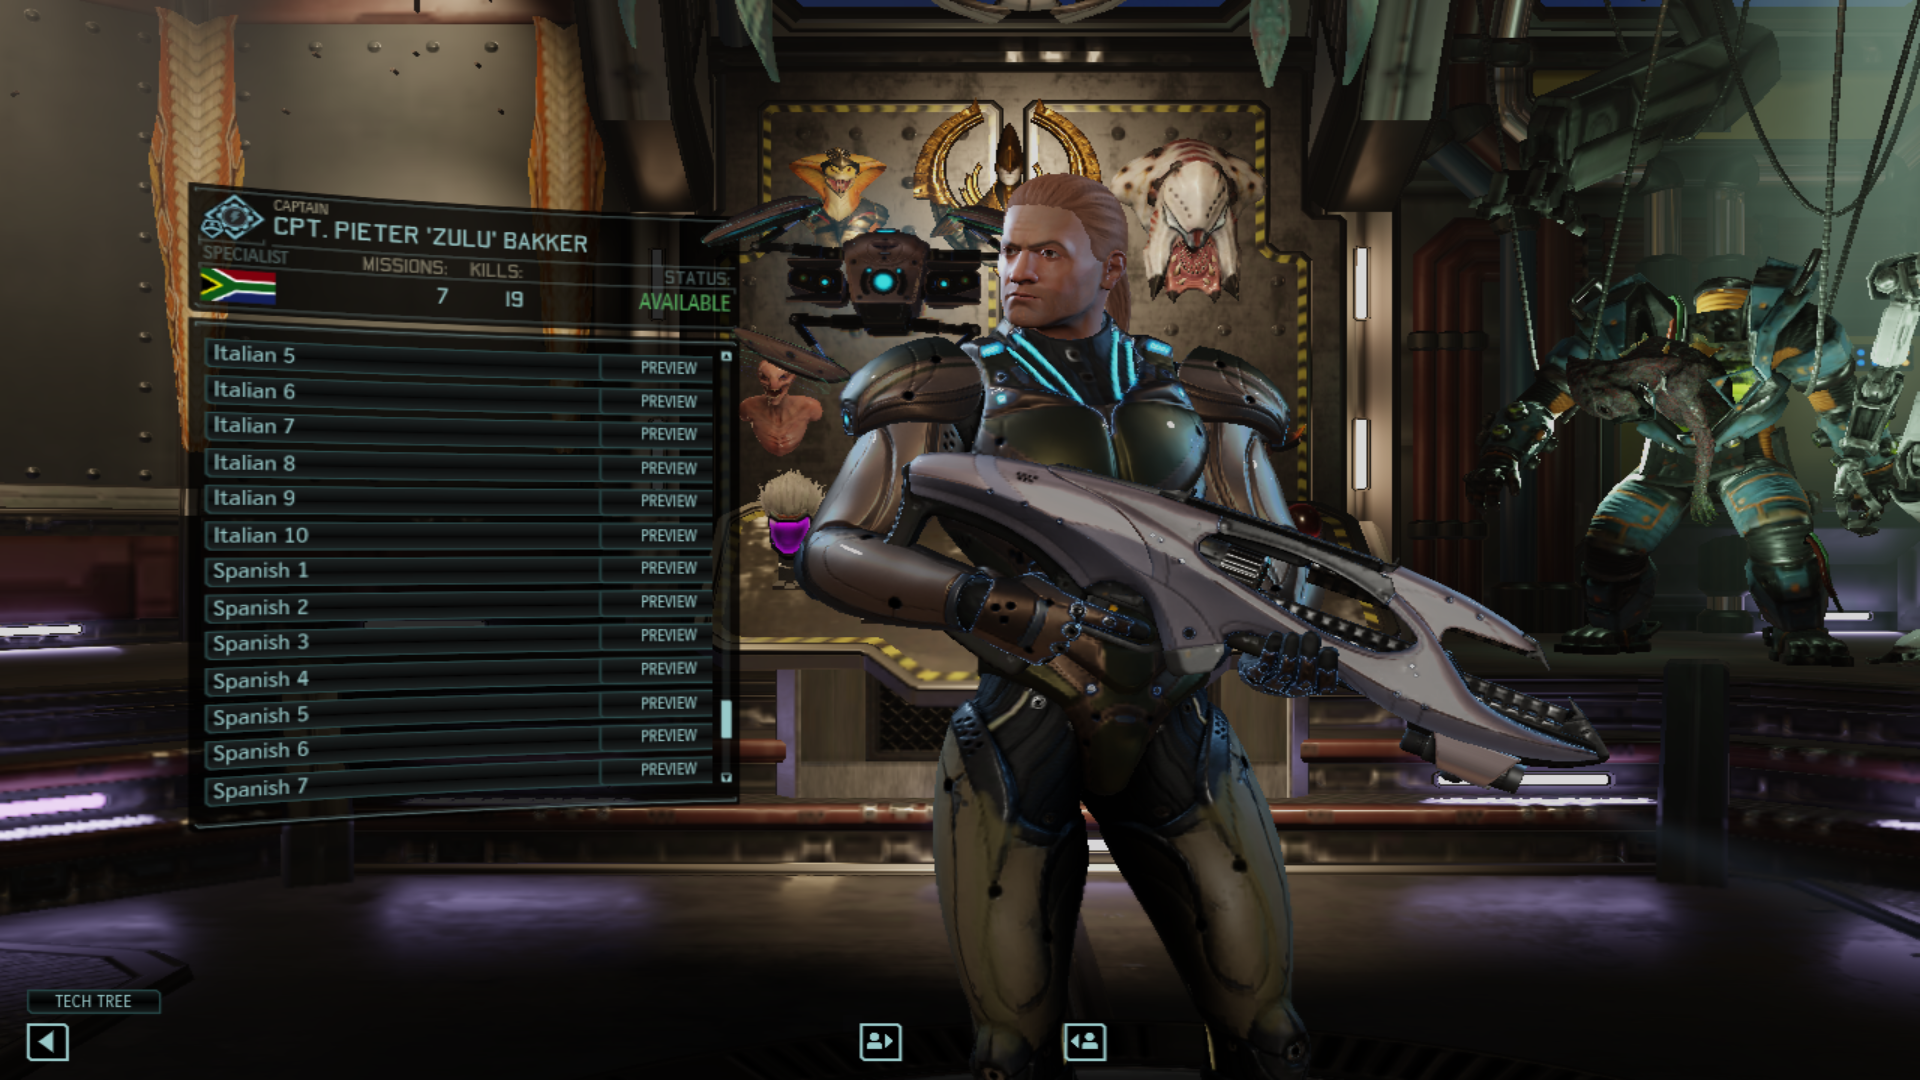 CAPTAIN
CPT. PIETER 'ZULU' BAKKER
SPECIALIST
MISSIONS: KILLS: STATUS:
7 19 AVAILABLE
Italian 5 PREVIEW
Italian 6 PREVIEW
Italian 7 PREVIEW
Italian 8 PREVIEW
Italian 9 PREVIEW
Italian 10 PREVIEW
Spanish 1 PREVIEW
Spanish 2 PREVIEW
Spanish 3 PREVIEW
Spanish 4 PREVIEW
Spanish 5 PREVIEW
Spanish 6 PREVIEW
Spanish 7 PREVIEW
TECH TREE